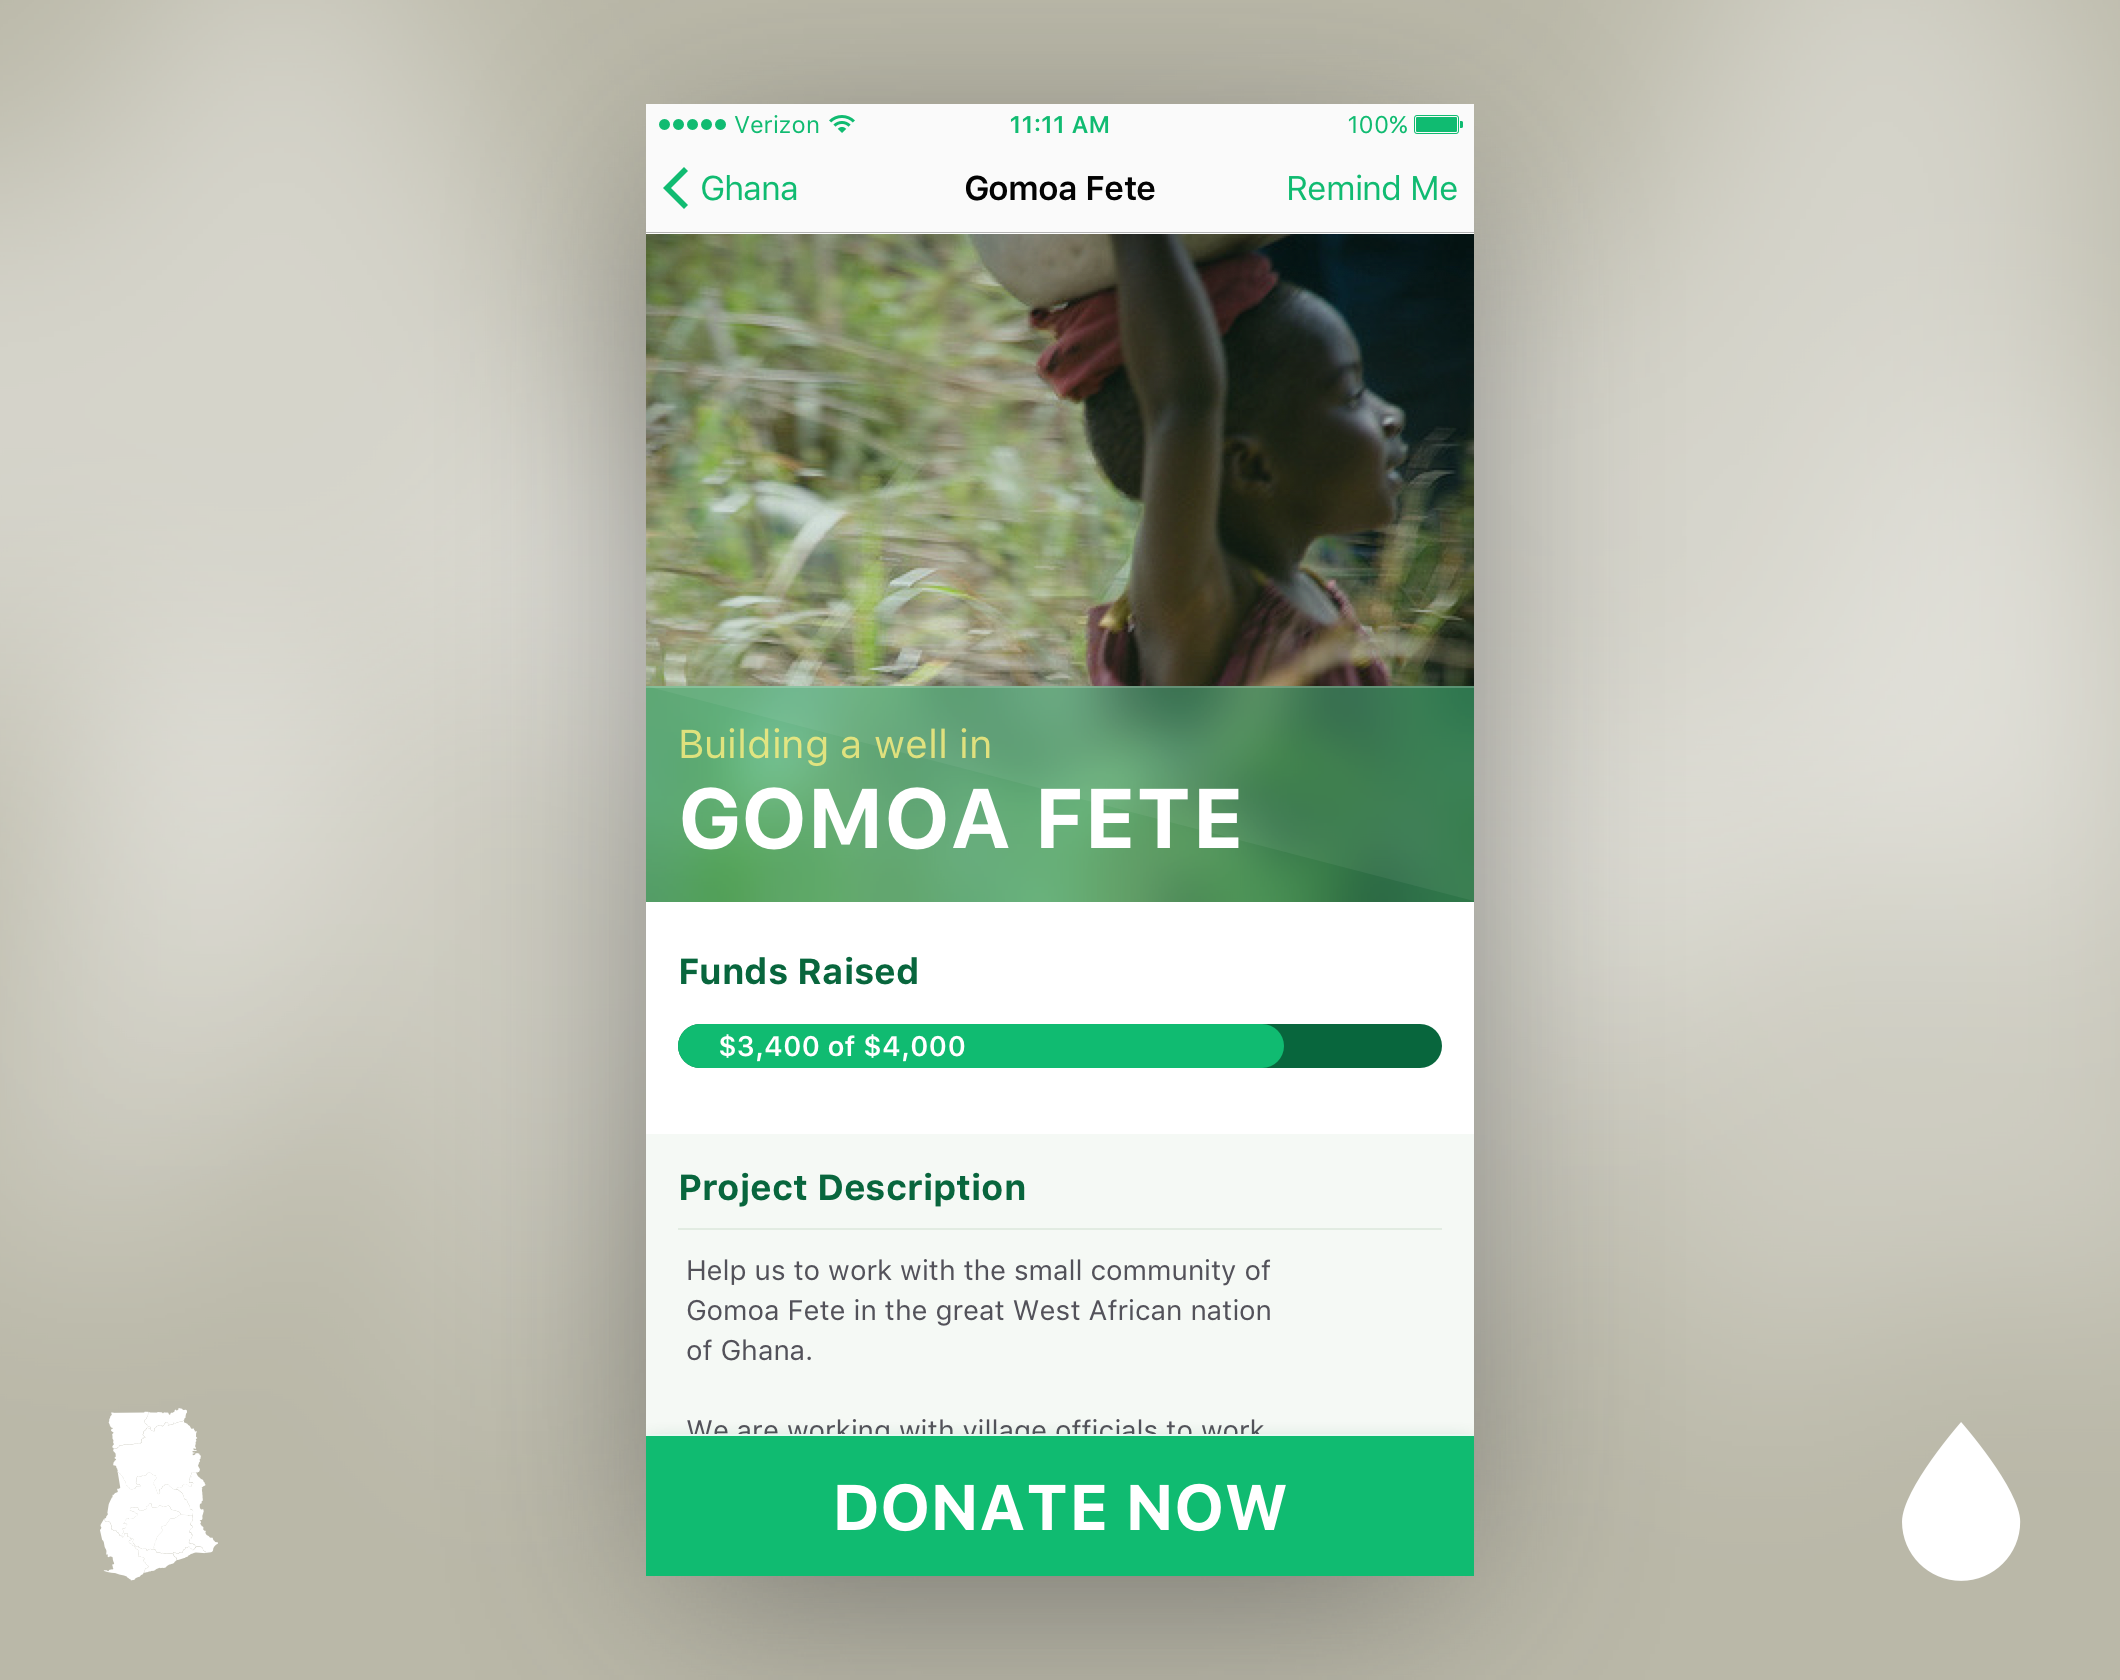 Verizon 11:11 AM 100%
Ghana Gomoa Fete Remind Me
Building a well in
GOMOA FETE
Funds Raised
$3,400 of $4,000
Project Description
Help us to work with the small community of
Gomoa Fete in the great West African nation
of Ghana.
We are working with village officials to work
DONATE NOW